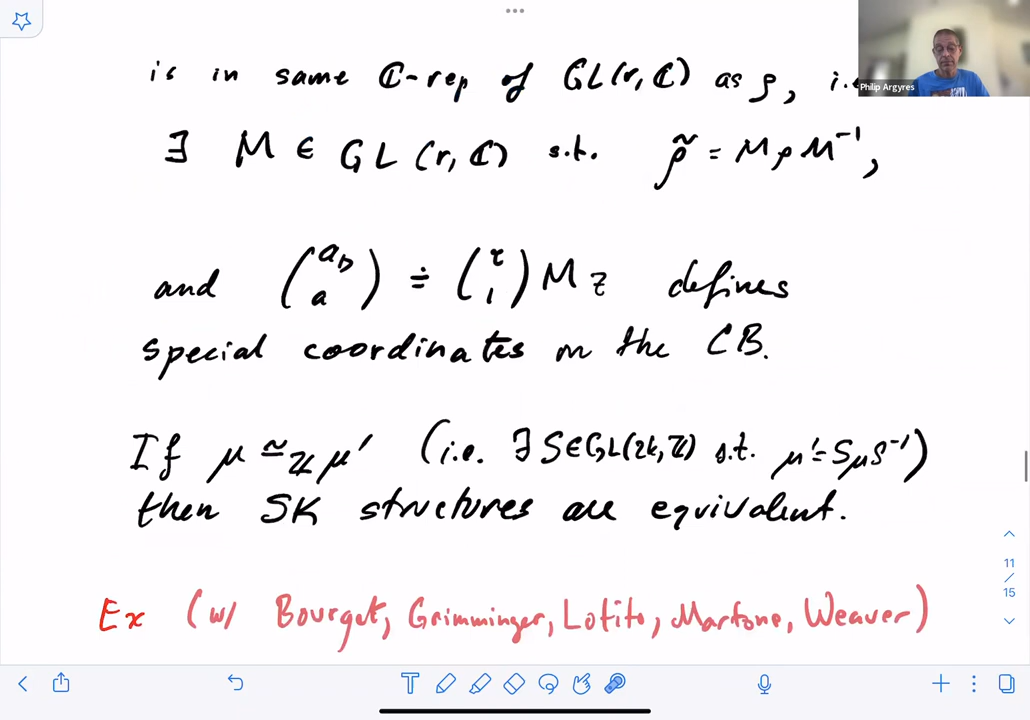 is in same ℂ-rep of GL(r,ℂ) as ρ, i.e
Philip Argyres
∃ M ∈ GL(r,ℂ) s.t. ρ̃ = MρM⁻¹,
and (a_D a) ≐ (τ 1) M z defines
special coordinates on the CB.
If μ ≃_ℤ μ' (i.e. ∃ S∈GL(2k,ℤ) s.t. μ'=SμS⁻¹)
then SK structures are equivalent.
Ex (w/ Bourget, Grimminger, Lotito, Martone, Weaver)
11
/
15
T